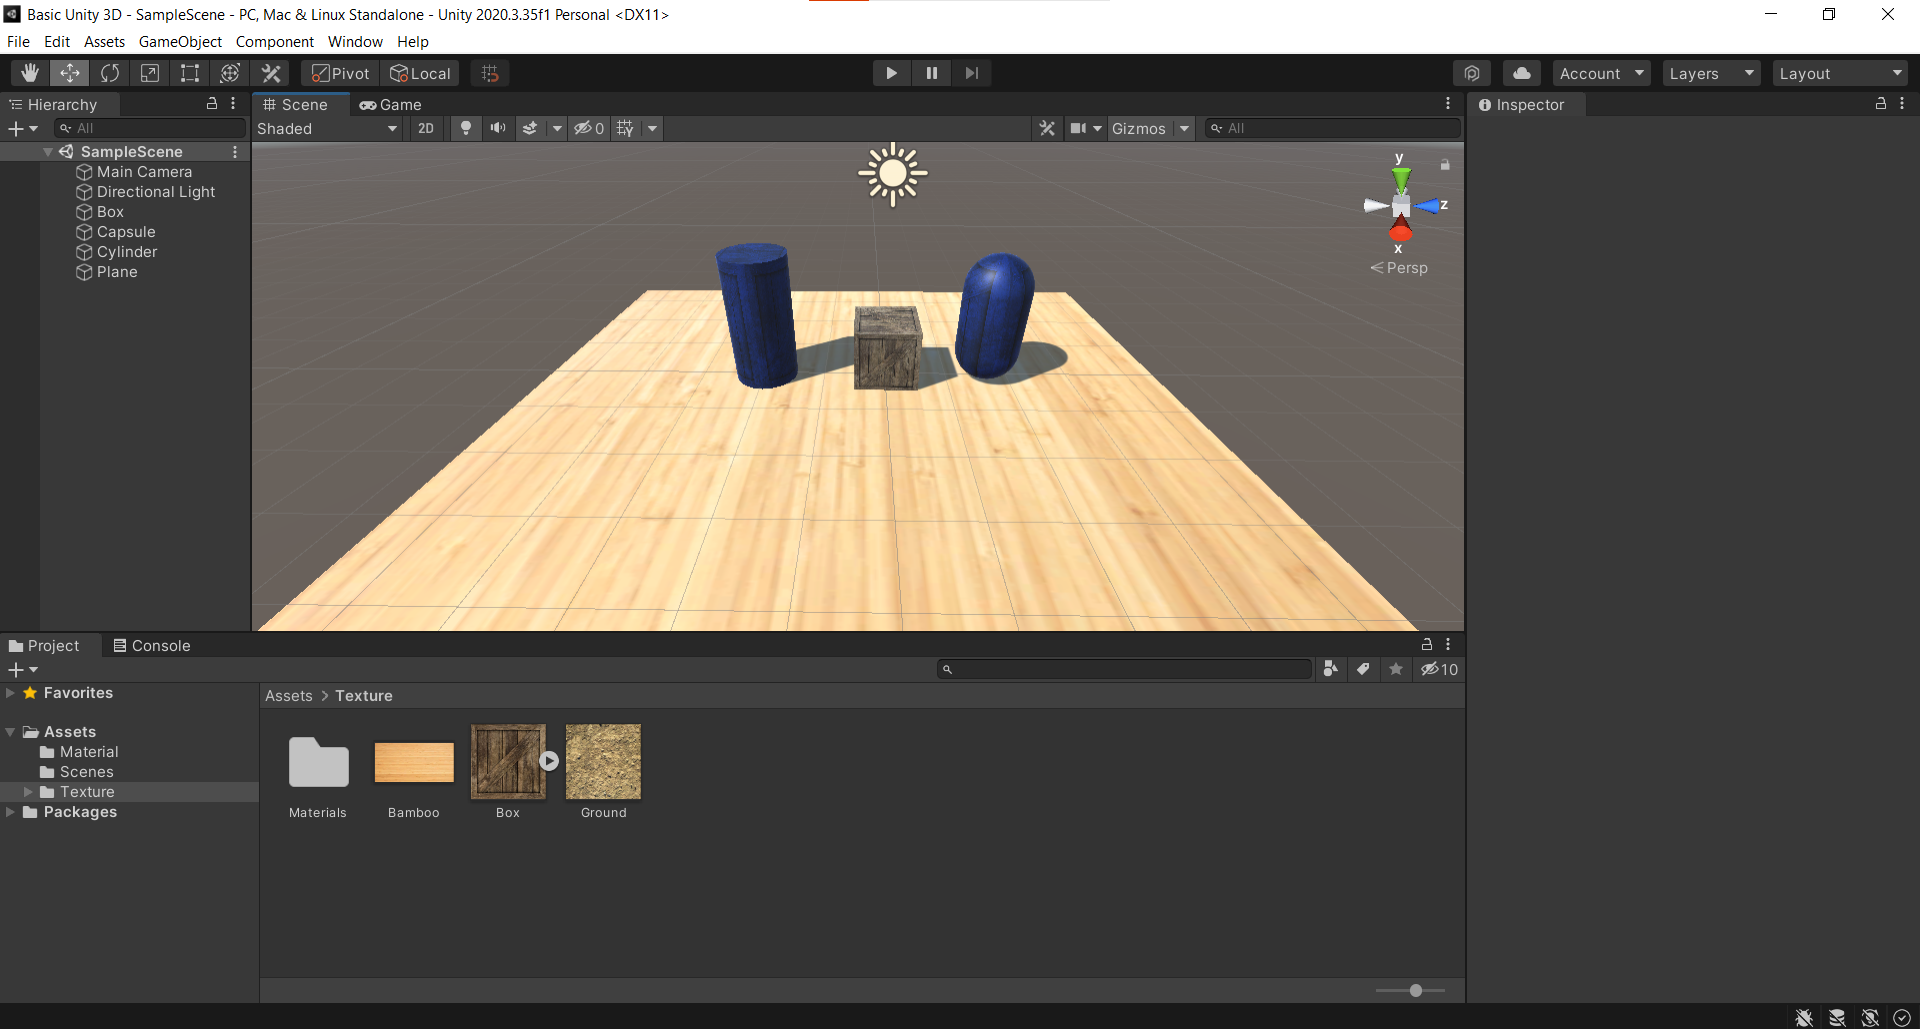 Basic Unity 3D - SampleScene - PC, Mac & Linux Standalone - Unity 2020.3.35f1 Personal <DX11>
File Edit Assets GameObject Component Window Help
Pivot Local Account Layers Layout
Hierarchy
All
SampleScene
Main Camera
Directional Light
Box
Capsule
Cylinder
Plane
Scene Game
Shaded 2D 0 Gizmos All
y
z
x
Persp
Inspector
Project Console
10
Favorites
Assets
Material
Scenes
Texture
Packages
Assets > Texture
Materials Bamboo Box Ground